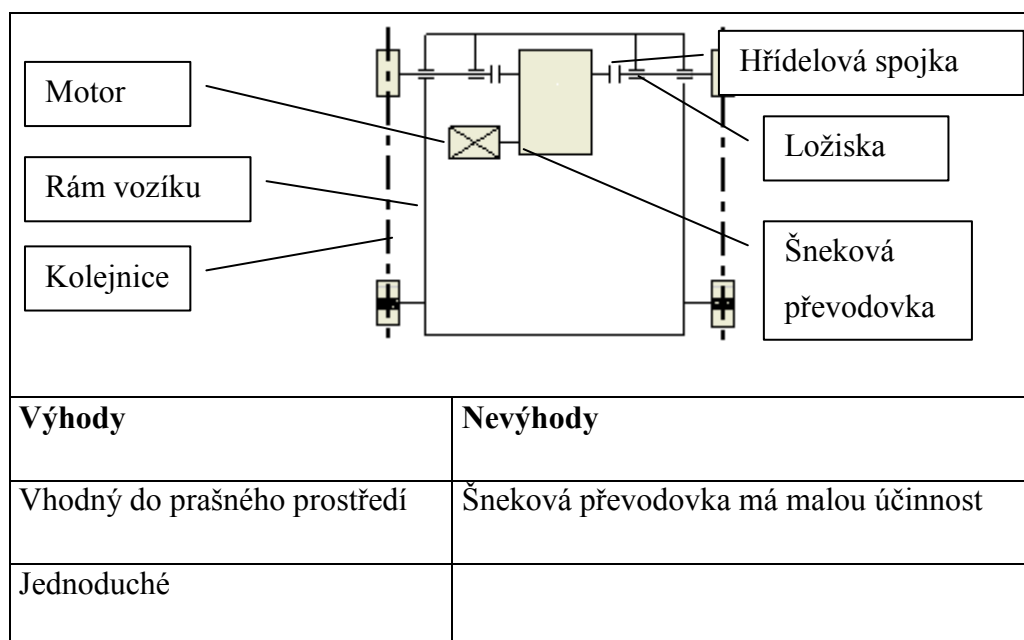 Hřídelová spojka
Motor
Ložiska
Rám vozíku
Šneková
převodovka
Kolejnice
Výhody
Nevýhody
Vhodný do prašného prostředí
Šneková převodovka má malou účinnost
Jednoduché